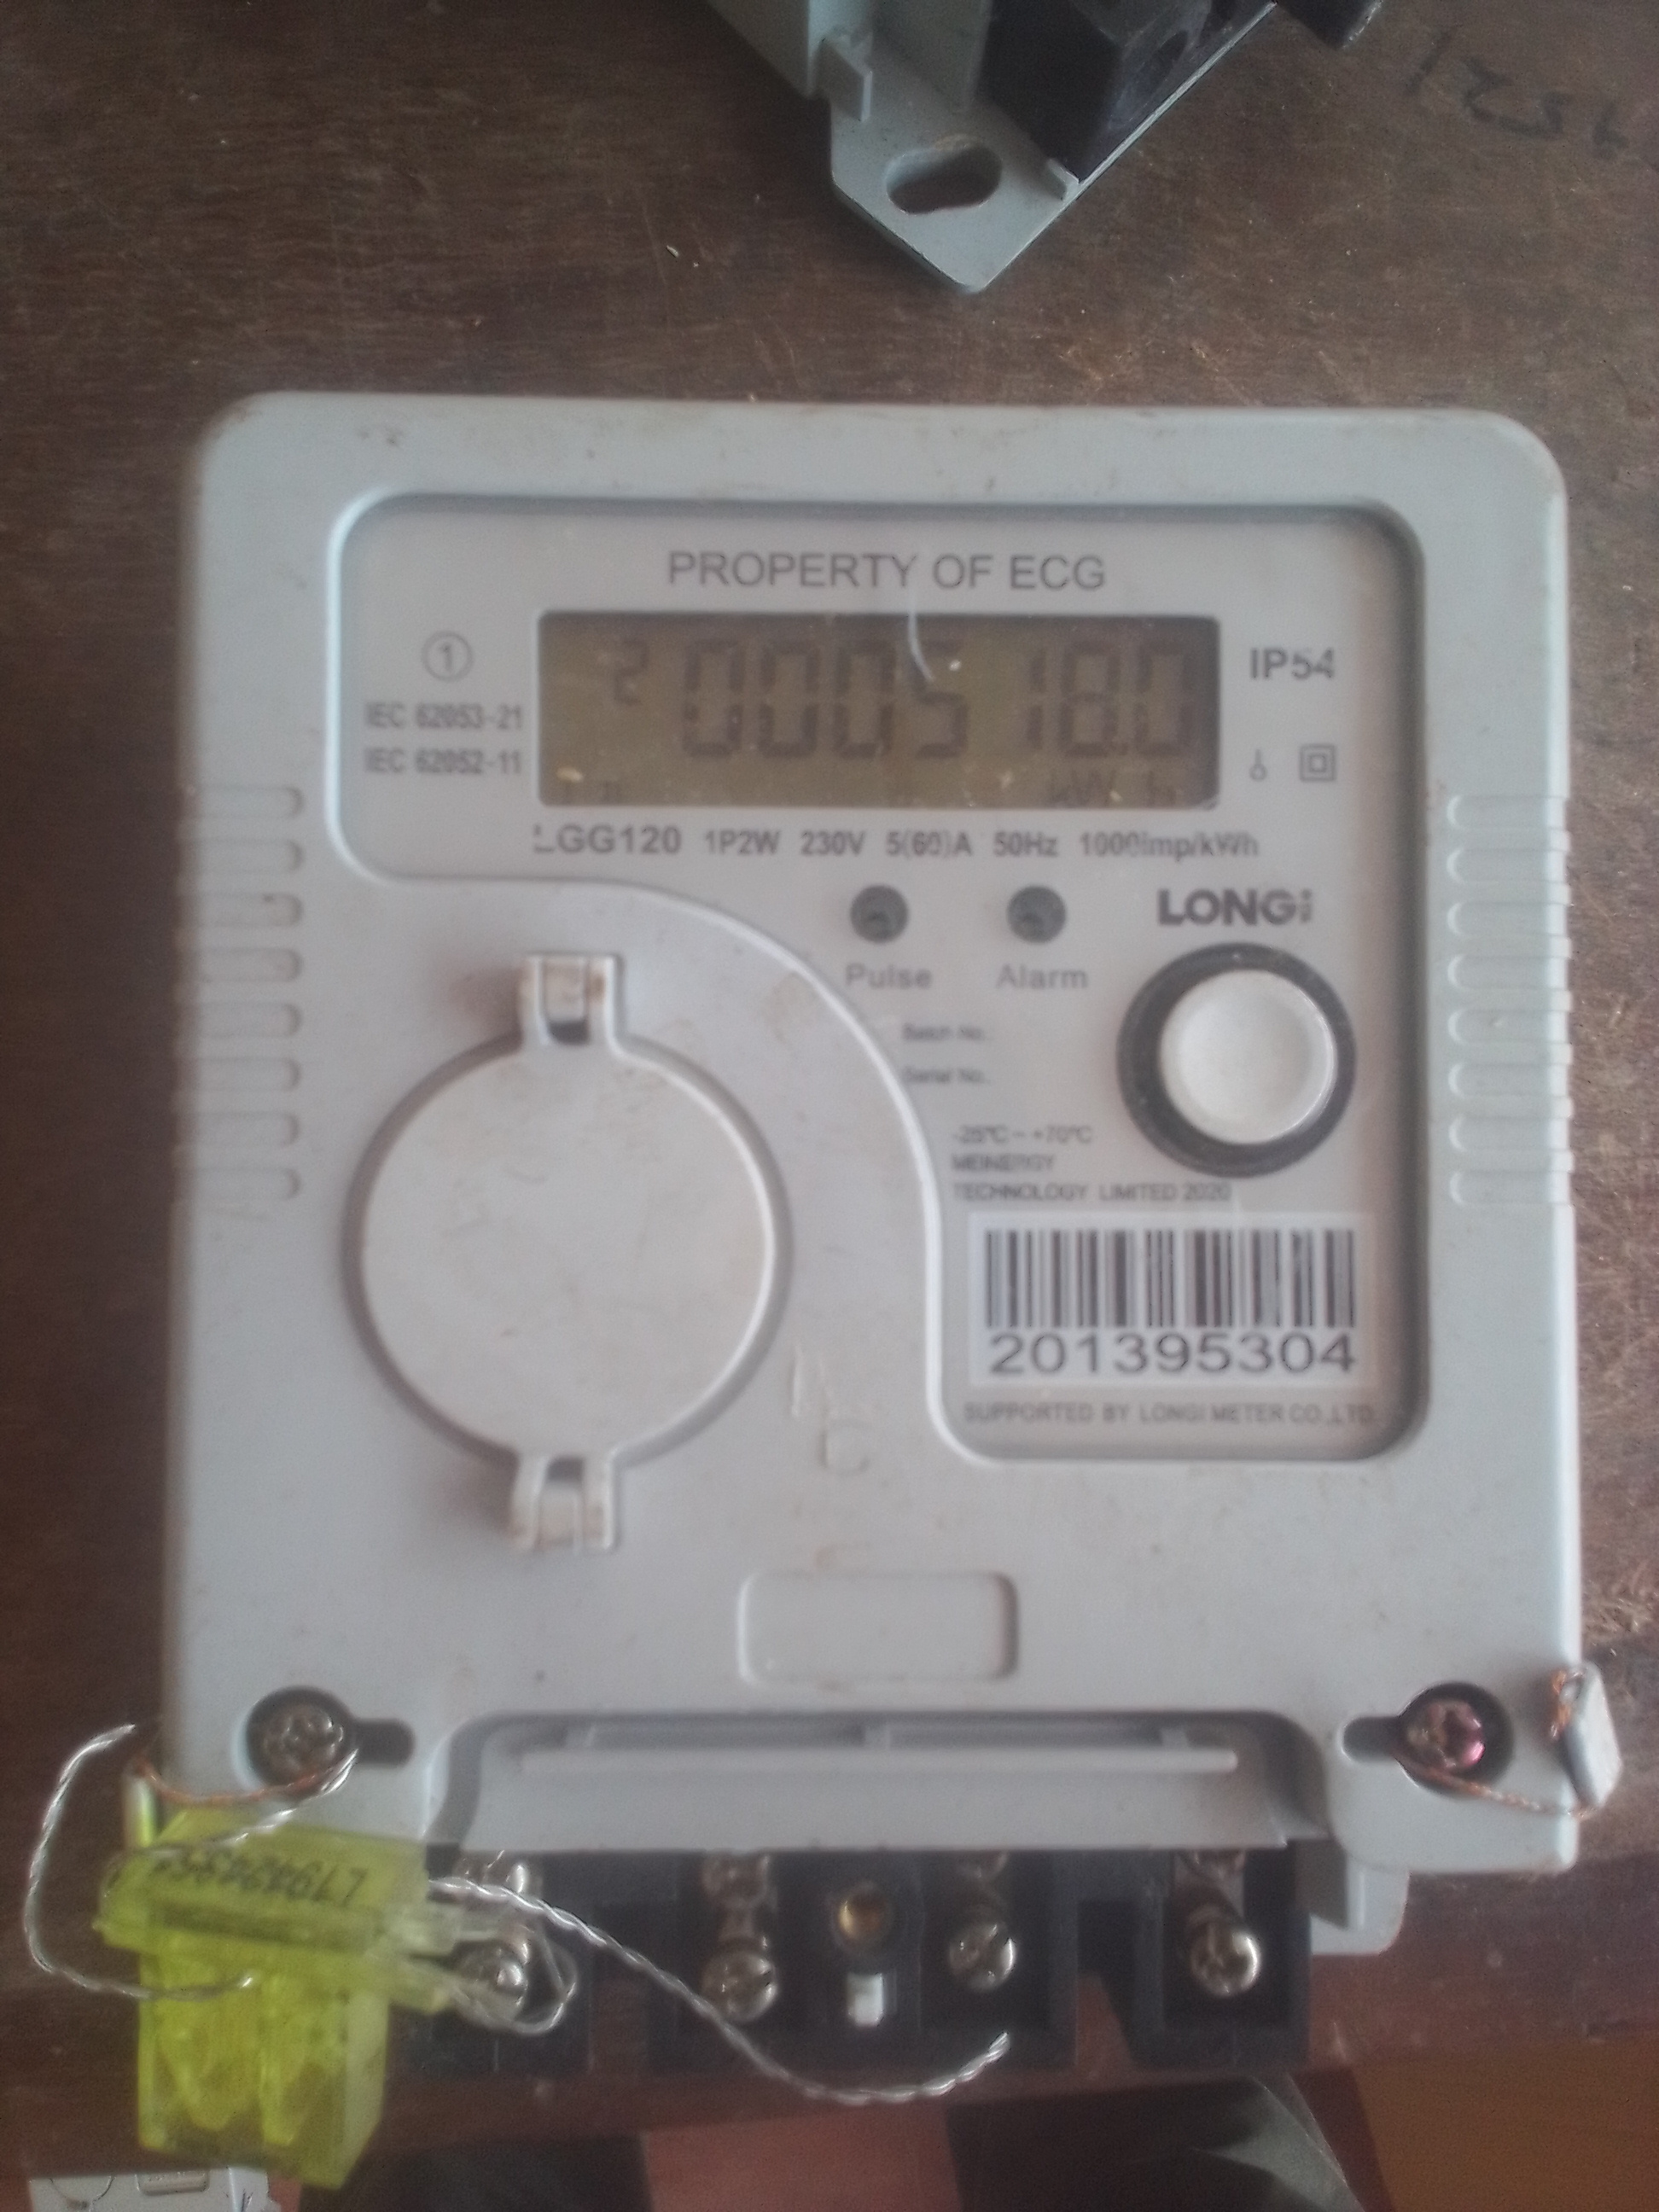 PROPERTY OF ECG
1
IEC 62053-21
IEC 62052-11
2 000518.0
kWh
IP54
LGG120 1P2W 230V 5(60)A 50Hz 1000imp/kWh
LONGi
Pulse Alarm
Batch No.:
Serial No.:
-25℃~+70℃
MEINERGY
TECHNOLOGY LIMITED 2020
201395304
SUPPORTED BY LONGI METER CO.,LTD.